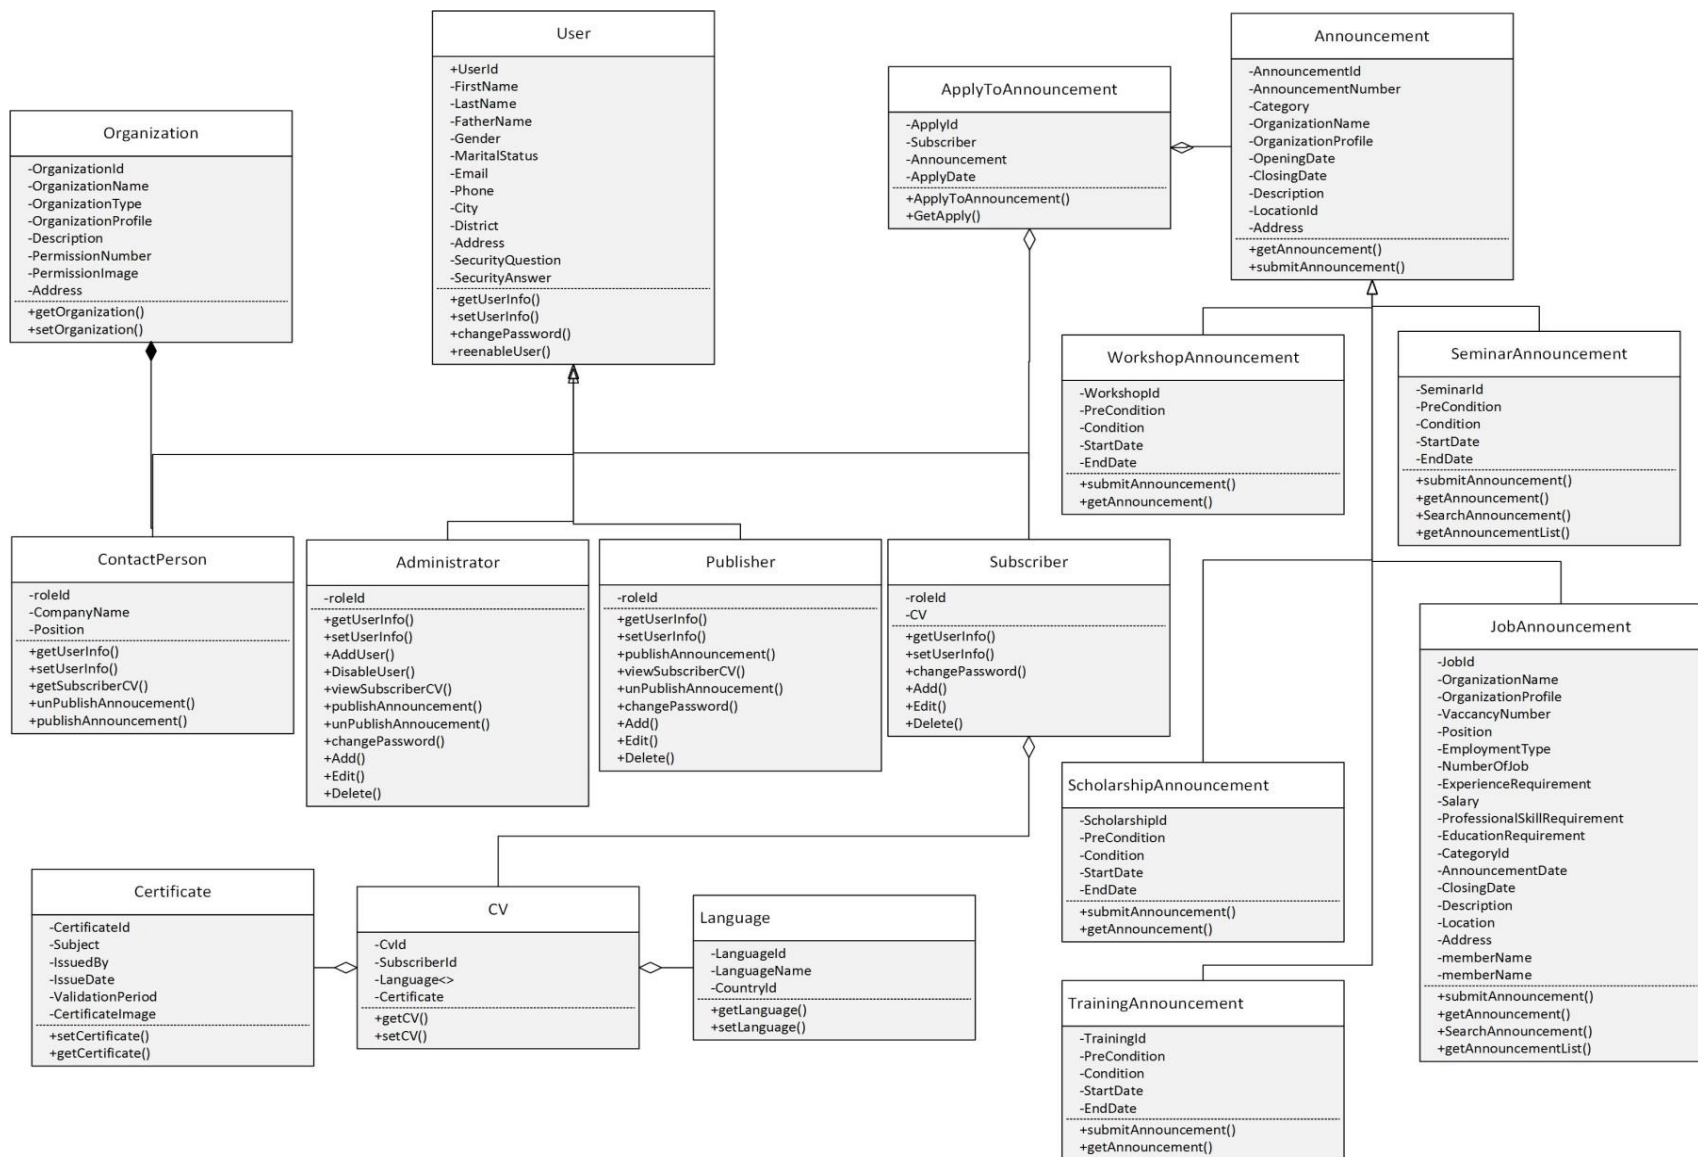 User
+UserId
-FirstName
-LastName
-FatherName
-Gender
-MaritalStatus
-Email
-Phone
-City
-District
-Address
-SecurityQuestion
-SecurityAnswer
+getUserInfo()
+setUserInfo()
+changePassword()
+reenableUser()
Announcement
-AnnouncementId
-AnnouncementNumber
-Category
-OrganizationName
-OrganizationProfile
-OpeningDate
-ClosingDate
-Description
-LocationId
-Address
+getAnnouncement()
+submitAnnouncement()
ApplyToAnnouncement
-ApplyId
-Subscriber
-Announcement
-ApplyDate
+ApplyToAnnouncement()
+GetApply()
Organization
-OrganizationId
-OrganizationName
-OrganizationType
-OrganizationProfile
-Description
-PermissionNumber
-PermissionImage
-Address
+getOrganization()
+setOrganization()
WorkshopAnnouncement
-WorkshopId
-PreCondition
-Condition
-StartDate
-EndDate
+submitAnnouncement()
+getAnnouncement()
SeminarAnnouncement
-SeminarId
-PreCondition
-Condition
-StartDate
-EndDate
+submitAnnouncement()
+getAnnouncement()
+SearchAnnouncement()
+getAnnouncementList()
ContactPerson
-roleId
-CompanyName
-Position
+getUserInfo()
+setUserInfo()
+getSubscriberCV()
+unPublishAnnoucement()
+publishAnnouncement()
Administrator
-roleId
+getUserInfo()
+setUserInfo()
+AddUser()
+DisableUser()
+viewSubscriberCV()
+publishAnnouncement()
+unPublishAnnoucement()
+changePassword()
+Add()
+Edit()
+Delete()
Publisher
-roleId
+getUserInfo()
+setUserInfo()
+publishAnnouncement()
+viewSubscriberCV()
+unPublishAnnoucement()
+changePassword()
+Add()
+Edit()
+Delete()
Subscriber
-roleId
-CV
+getUserInfo()
+setUserInfo()
+changePassword()
+Add()
+Edit()
+Delete()
JobAnnouncement
-JobId
-OrganizationName
-OrganizationProfile
-VaccancyNumber
-Position
-EmploymentType
-NumberOfJob
-ExperienceRequirement
-Salary
-ProfessionalSkillRequirement
-EducationRequirement
-CategoryId
-AnnouncementDate
-ClosingDate
-Description
-Location
-Address
-memberName
-memberName
+submitAnnouncement()
+getAnnouncement()
+SearchAnnouncement()
+getAnnouncementList()
ScholarshipAnnouncement
-ScholarshipId
-PreCondition
-Condition
-StartDate
-EndDate
+submitAnnouncement()
+getAnnouncement()
Certificate
-CertificateId
-Subject
-IssuedBy
-IssueDate
-ValidationPeriod
-CertificateImage
+setCertificate()
+getCertificate()
CV
-CvId
-SubscriberId
-Language<>
-Certificate
+getCV()
+setCV()
Language
-LanguageId
-LanguageName
-CountryId
+getLanguage()
+setLanguage()
TrainingAnnouncement
-TrainingId
-PreCondition
-Condition
-StartDate
-EndDate
+submitAnnouncement()
+getAnnouncement()